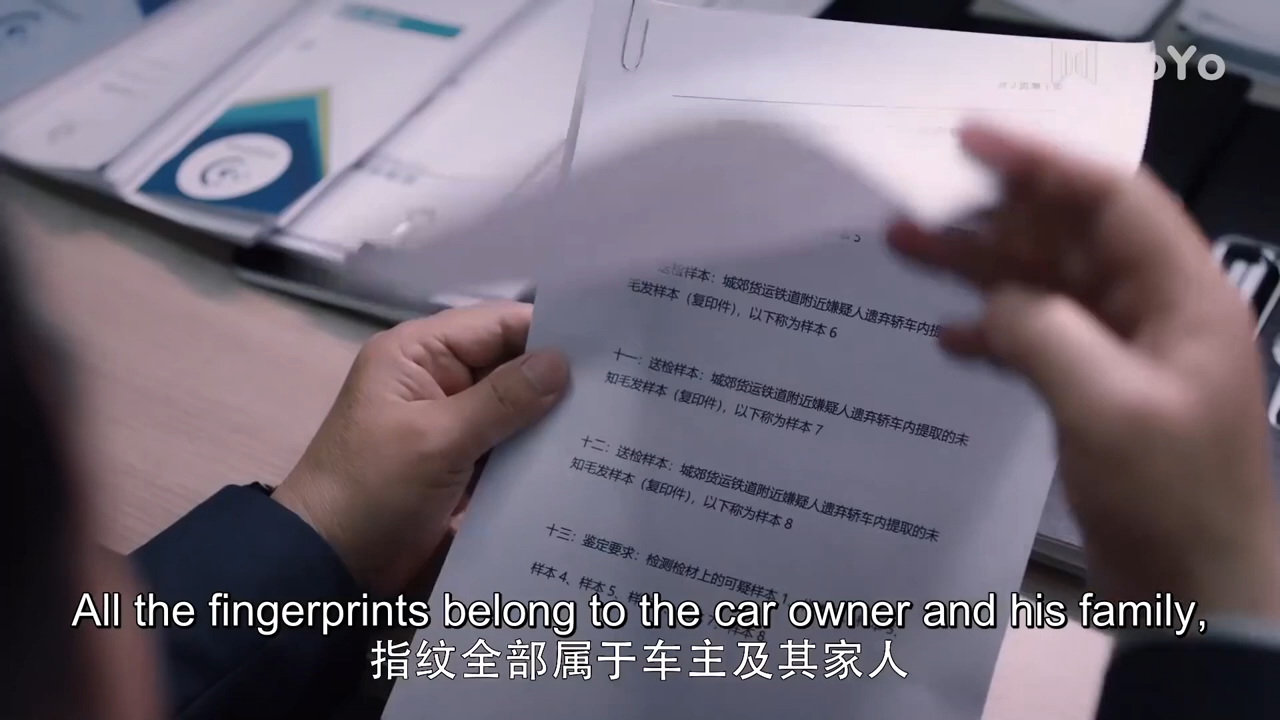 YoYo
5
送检样本：城郊货运铁道附近嫌疑人遗弃轿车内提
毛发样本（复印件），以下称为样本 6
十一：送检样本：城郊货运铁道附近嫌疑人遗弃轿车内提取的未
知毛发样本（复印件），以下称为样本 7
十二：送检样本：城郊货运铁道附近嫌疑人遗弃轿车内提取的未
知毛发样本（复印件），以下称为样本 8
十三：鉴定要求：检测检材上的可疑样本 1
样本 4、样本 5、样
样本 8
All the fingerprints belong to the car owner and his family,
指纹全部属于车主及其家人